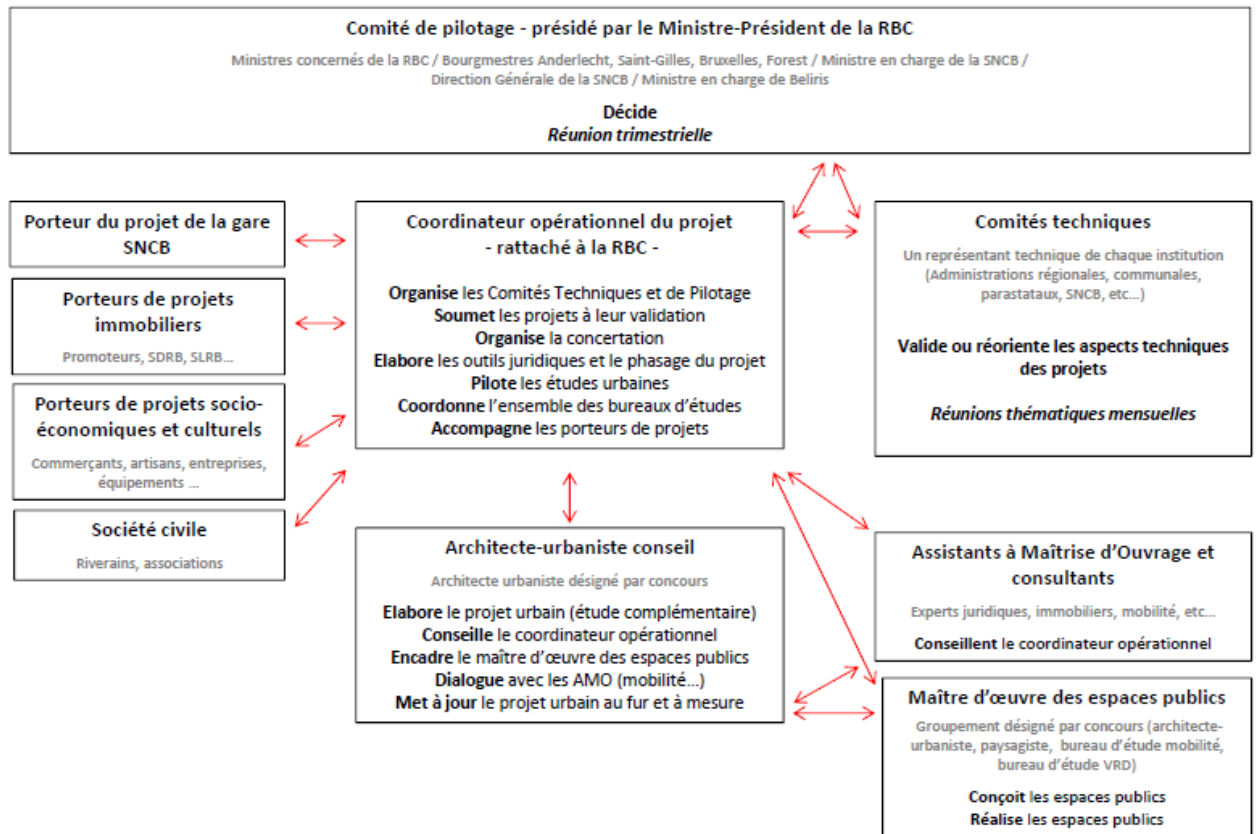 Comité de pilotage - présidé par le Ministre-Président de la RBC
Ministres concernés de la RBC / Bourgmestres Anderlecht, Saint-Gilles, Bruxelles, Forest / Ministre en charge de la SNCB /
Direction Générale de la SNCB / Ministre en charge de Beliris
Décide
Réunion trimestrielle
Porteur du projet de la gare
SNCB
Porteurs de projets
immobiliers
Promoteurs, SDRB, SLRB...
Porteurs de projets socio-
économiques et culturels
Commerçants, artisans, entreprises,
équipements ...
Société civile
Riverains, associations
Coordinateur opérationnel du projet
- rattaché à la RBC -
Organise les Comités Techniques et de Pilotage
Soumet les projets à leur validation
Organise la concertation
Elabore les outils juridiques et le phasage du projet
Pilote les études urbaines
Coordonne l'ensemble des bureaux d'études
Accompagne les porteurs de projets
Comités techniques
Un représentant technique de chaque institution
(Administrations régionales, communales,
parastataux, SNCB, etc...)
Valide ou réoriente les aspects techniques
des projets
Réunions thématiques mensuelles
Architecte-urbaniste conseil
Architecte urbaniste désigné par concours
Elabore le projet urbain (étude complémentaire)
Conseille le coordinateur opérationnel
Encadre le maître d'œuvre des espaces publics
Dialogue avec les AMO (mobilité...)
Met à jour le projet urbain au fur et à mesure
Assistants à Maîtrise d'Ouvrage et
consultants
Experts juridiques, immobiliers, mobilité, etc...
Conseillent le coordinateur opérationnel
Maître d'œuvre des espaces publics
Groupement désigné par concours (architecte-
urbaniste, paysagiste, bureau d'étude mobilité,
bureau d'étude VRD)
Conçoit les espaces publics
Réalise les espaces publics